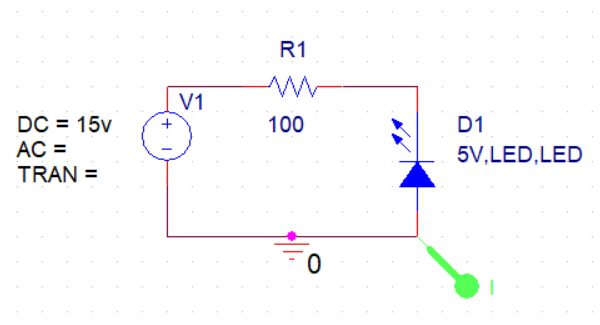 R1
V1
DC = 15v
AC =
TRAN =
100
D1
5V,LED,LED
0
I